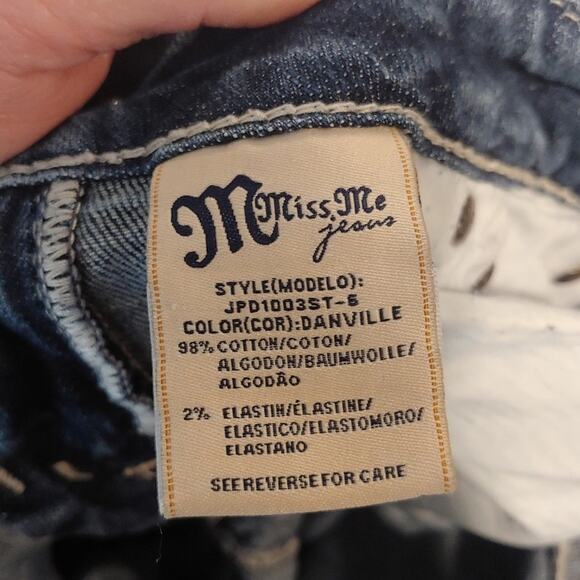 M Miss Me
jeans
STYLE(MODELO):
JPD1003ST-6
COLOR(COR):DANVILLE
98% COTTON/COTON/
ALGODON/BAUMWOLLE/
ALGODÃO
2% ELASTIN/ÉLASTINE/
ELASTICO/ELASTOMORO/
ELASTANO
SEE REVERSE FOR CARE